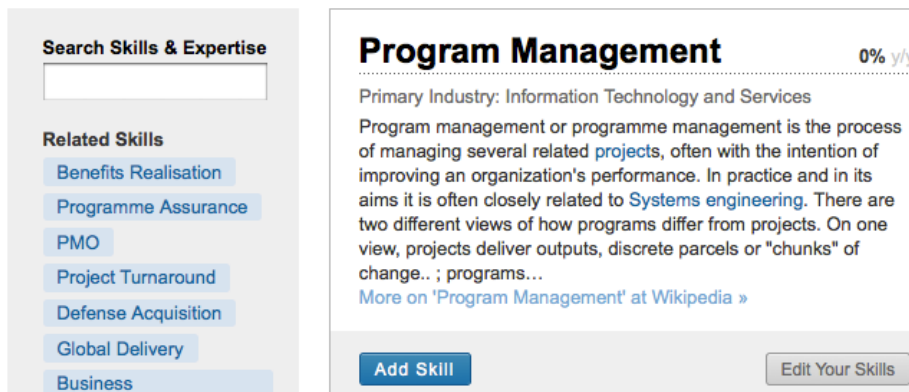 Search Skills & Expertise
Related Skills
Benefits Realisation
Programme Assurance
PMO
Project Turnaround
Defense Acquisition
Global Delivery
Business
Program Management
0% y/y
Primary Industry: Information Technology and Services
Program management or programme management is the process
of managing several related projects, often with the intention of
improving an organization's performance. In practice and in its
aims it is often closely related to Systems engineering. There are
two different views of how programs differ from projects. On one
view, projects deliver outputs, discrete parcels or "chunks" of
change.. ; programs…
More on 'Program Management' at Wikipedia »
Add Skill
Edit Your Skills